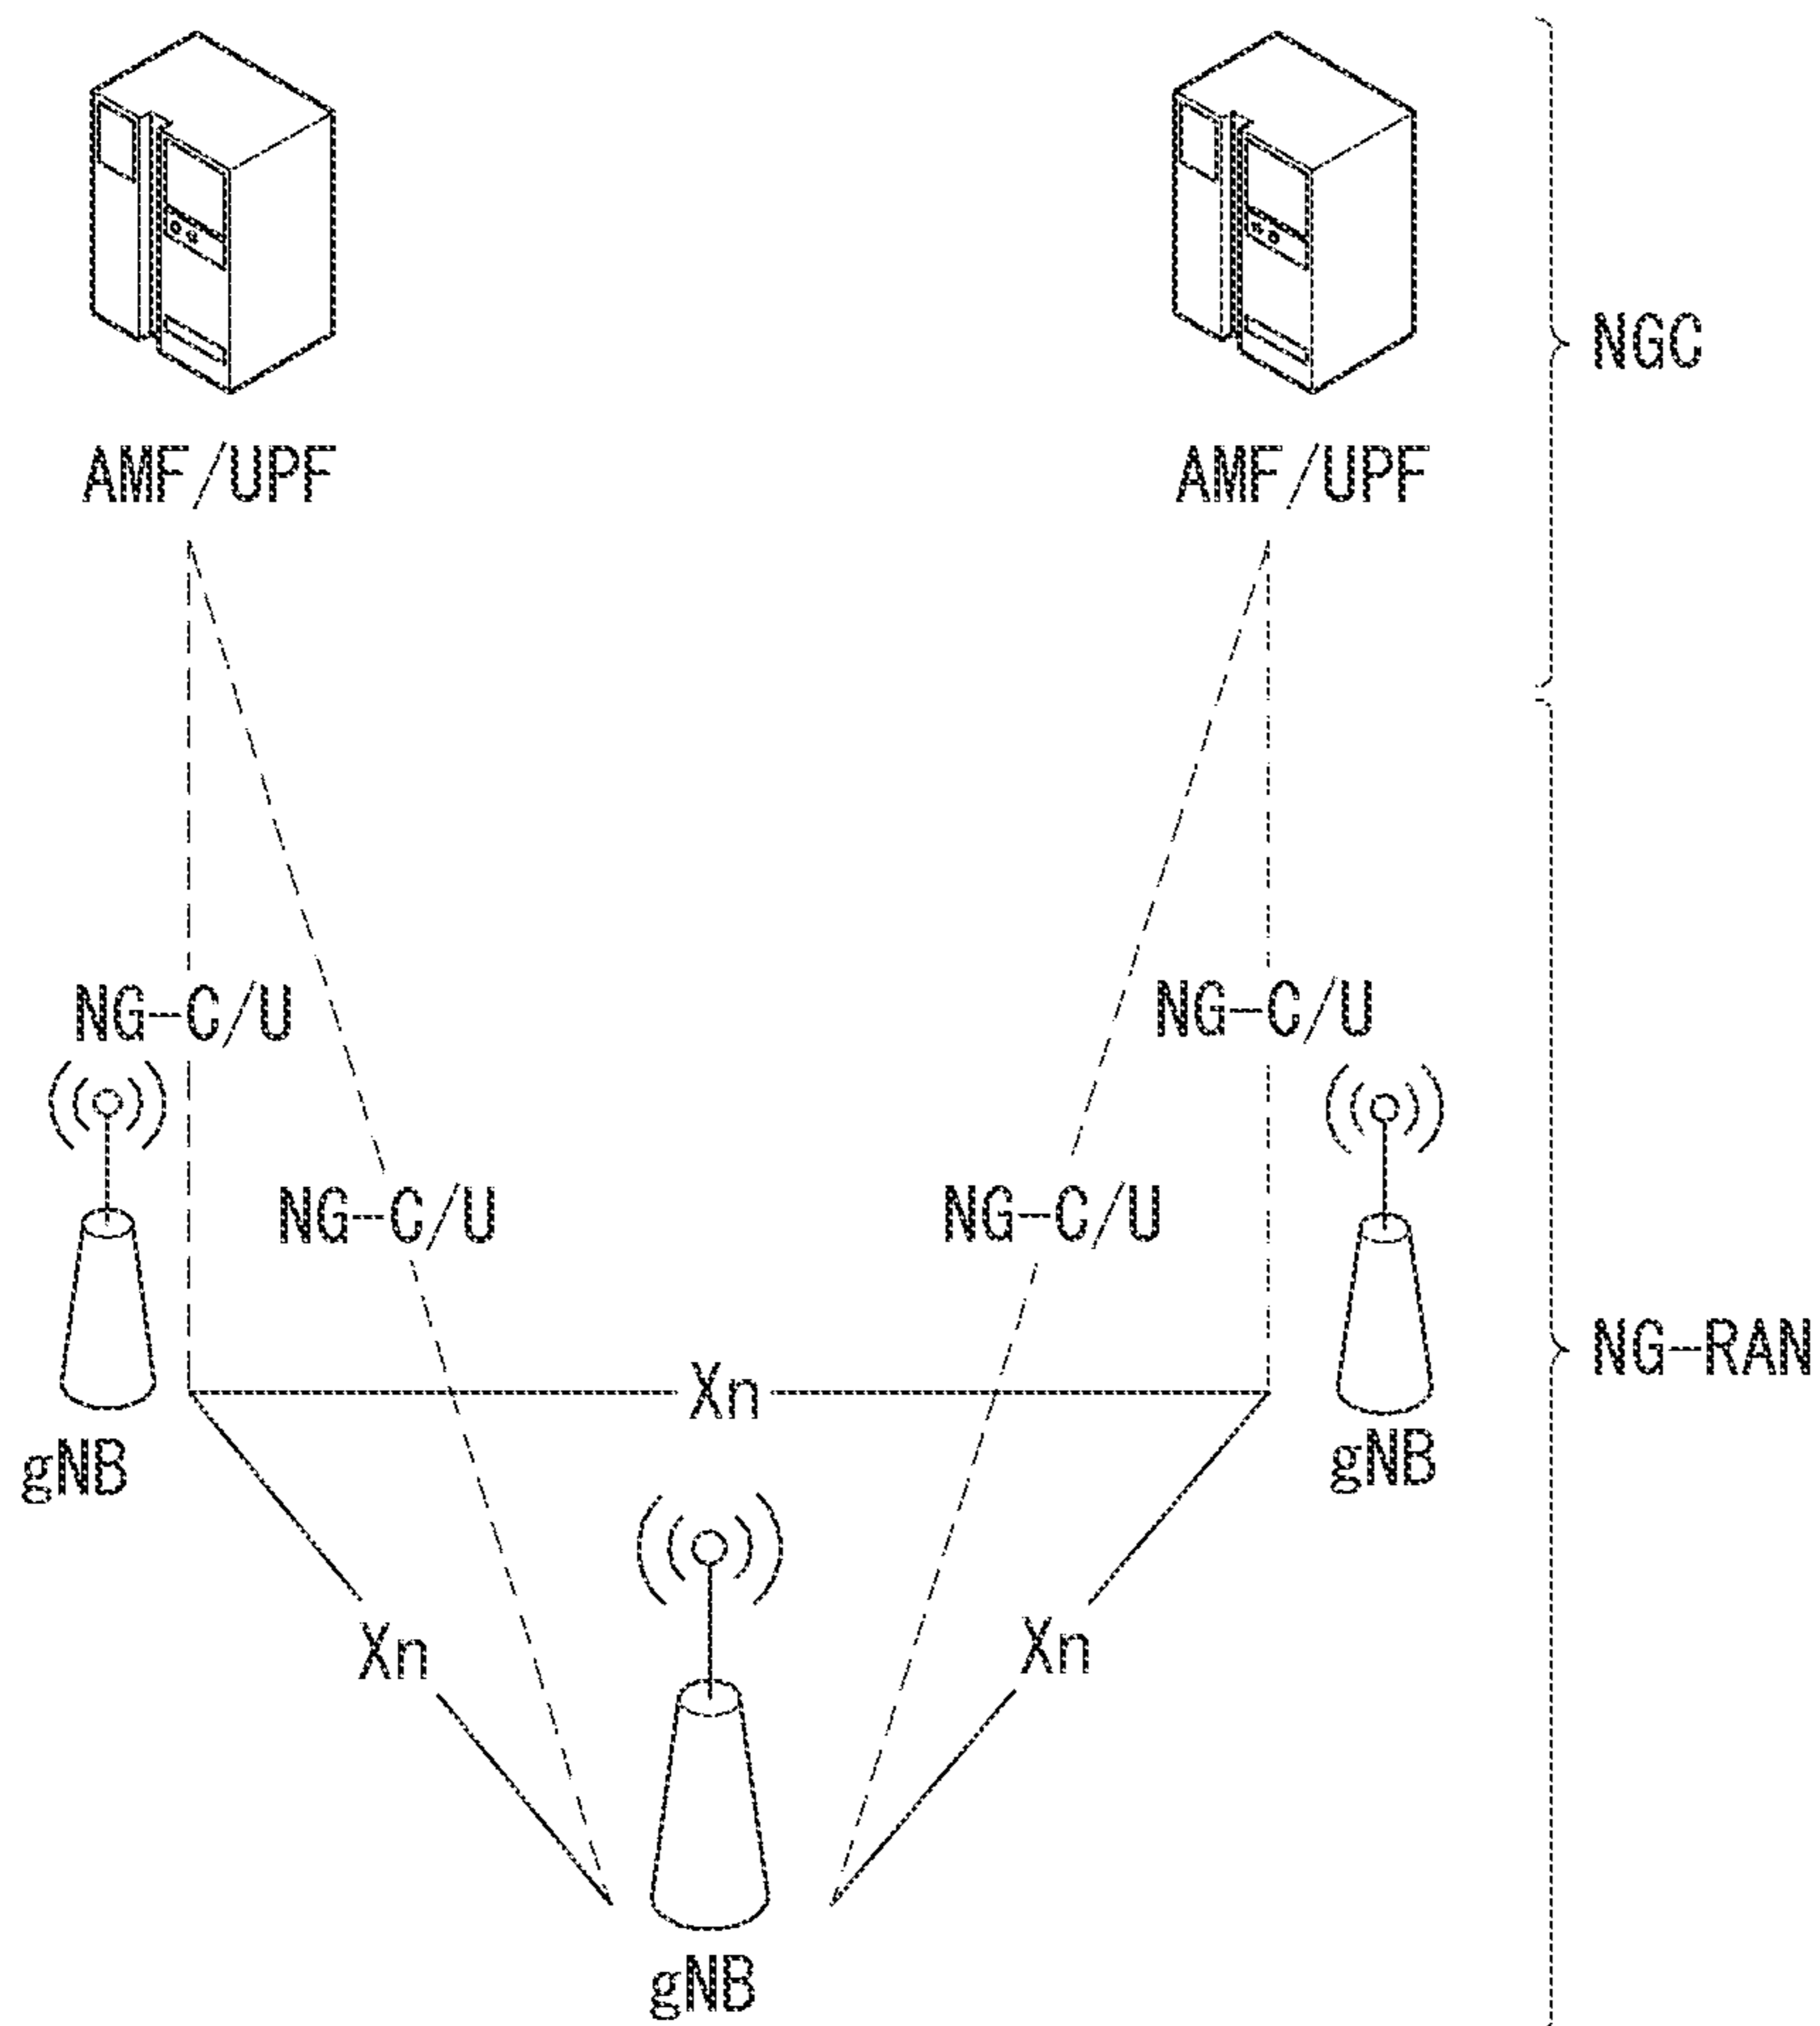 NGC
AMF/UPF
AMF/UPF
NG-C/U
NG-C/U
NG-C/U
NG-C/U
NG-RAN
Xn
gNB
gNB
Xn
Xn
gNB